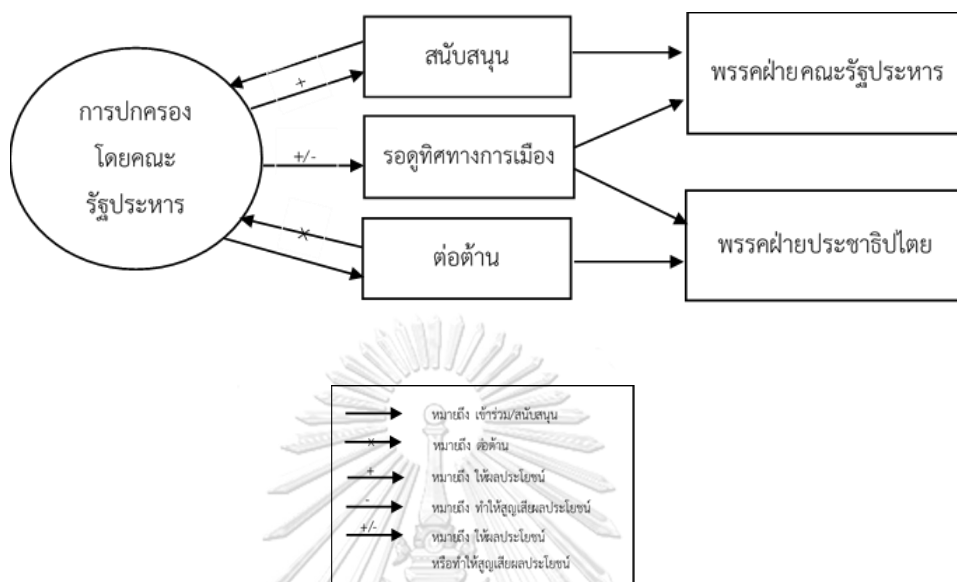 การปกครอง
โดยคณะ
รัฐประหาร
+
+/-
x
สนับสนุน
รอดูทิศทางการเมือง
ต่อต้าน
พรรคฝ่ายคณะรัฐประหาร
พรรคฝ่ายประชาธิปไตย
หมายถึง เข้าร่วม/สนับสนุน
x หมายถึง ต่อต้าน
+ หมายถึง ให้ผลประโยชน์
- หมายถึง ทำให้สูญเสียผลประโยชน์
+/- หมายถึง ให้ผลประโยชน์
หรือทำให้สูญเสียผลประโยชน์